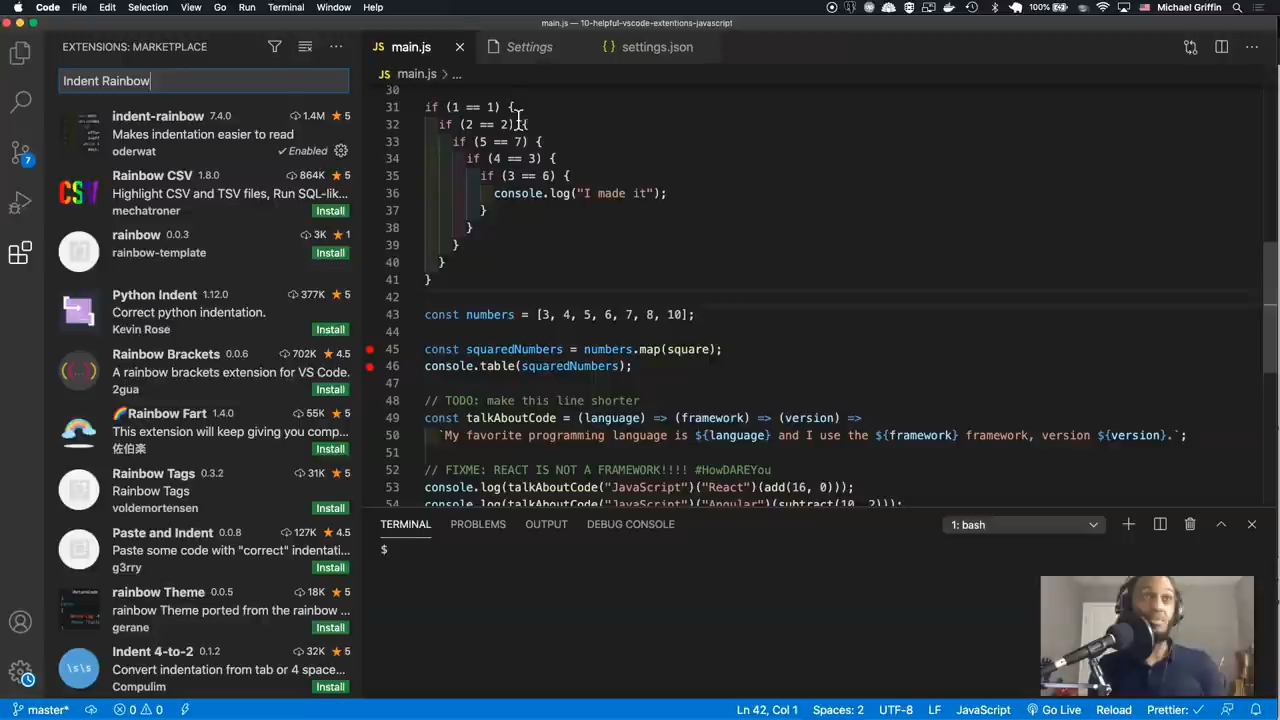 Code File Edit Selection View Go Run Terminal Window Help 100% Michael Griffin
main.js — 10-helpful-vscode-extentions-javascript
EXTENSIONS: MARKETPLACE
Indent Rainbow
indent-rainbow 7.4.0 1.4M 5
Makes indentation easier to read
oderwat Enabled
Rainbow CSV 1.8.0 864K 5
Highlight CSV and TSV files, Run SQL-lik...
mechatroner Install
rainbow 0.0.3 3K 1
rainbow-template Install
Python Indent 1.12.0 377K 5
Correct python indentation.
Kevin Rose Install
Rainbow Brackets 0.0.6 702K 4.5
A rainbow brackets extension for VS Code.
2gua Install
Rainbow Fart 1.4.0 55K 5
This extension will keep giving you comp...
佐伯楽 Install
Rainbow Tags 0.3.2 31K 5
Rainbow Tags
voldemortensen Install
Paste and Indent 0.0.8 127K 4.5
Paste some code with "correct" indentati...
g3rry Install
rainbow Theme 0.0.5 18K 5
rainbow Theme ported from the rainbow ...
gerane Install
Indent 4-to-2 0.1.2 32K 5
Convert indentation from tab or 4 space...
Compulim Install
CSV
\s\s
7
JS main.js Settings {} settings.json
JS main.js > ...
30
31 if (1 == 1) {
32 if (2 == 2) {
33 if (5 == 7) {
34 if (4 == 3) {
35 if (3 == 6) {
36 console.log("I made it");
37 }
38 }
39 }
40 }
41 }
42
43 const numbers = [3, 4, 5, 6, 7, 8, 10];
44
45 const squaredNumbers = numbers.map(square);
46 console.table(squaredNumbers);
47
48 // TODO: make this line shorter
49 const talkAboutCode = (language) => (framework) => (version) =>
50 `My favorite programming language is ${language} and I use the ${framework} framework, version ${version}.`;
51
52 // FIXME: REACT IS NOT A FRAMEWORK!!!! #HowDAREYou
53 console.log(talkAboutCode("JavaScript")("React")(add(16, 0)));
54 console.log(talkAboutCode("JavaScript")("Angular")(subtract(10, 2)));
TERMINAL PROBLEMS OUTPUT DEBUG CONSOLE 1: bash
$
master* 0 0 Ln 42, Col 1 Spaces: 2 UTF-8 LF JavaScript Go Live Reload Prettier: ✓